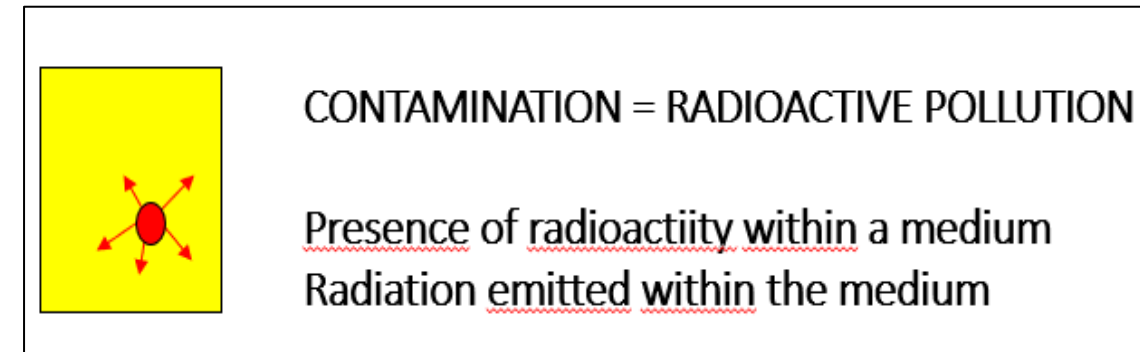 CONTAMINATION = RADIOACTIVE POLLUTION
Presence of radioactiity within a medium
Radiation emitted within the medium